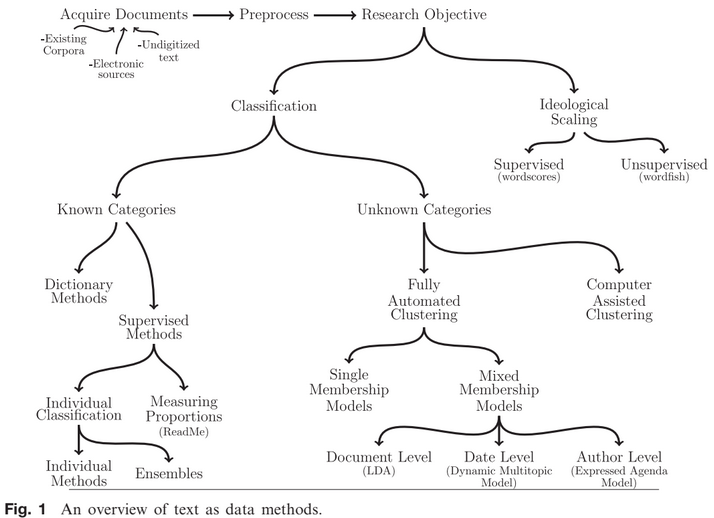 Acquire Documents Preprocess Research Objective
-Existing
Corpora
-Electronic
sources
-Undigitized
text
Classification
Ideological
Scaling
Supervised
(wordscores)
Unsupervised
(wordfish)
Known Categories
Unknown Categories
Dictionary
Methods
Supervised
Methods
Fully
Automated
Clustering
Computer
Assisted
Clustering
Individual
Classification
Measuring
Proportions
(ReadMe)
Single
Membership
Models
Mixed
Membership
Models
Individual
Methods
Ensembles
Document Level
(LDA)
Date Level
(Dynamic Multitopic
Model)
Author Level
(Expressed Agenda
Model)
Fig. 1 An overview of text as data methods.